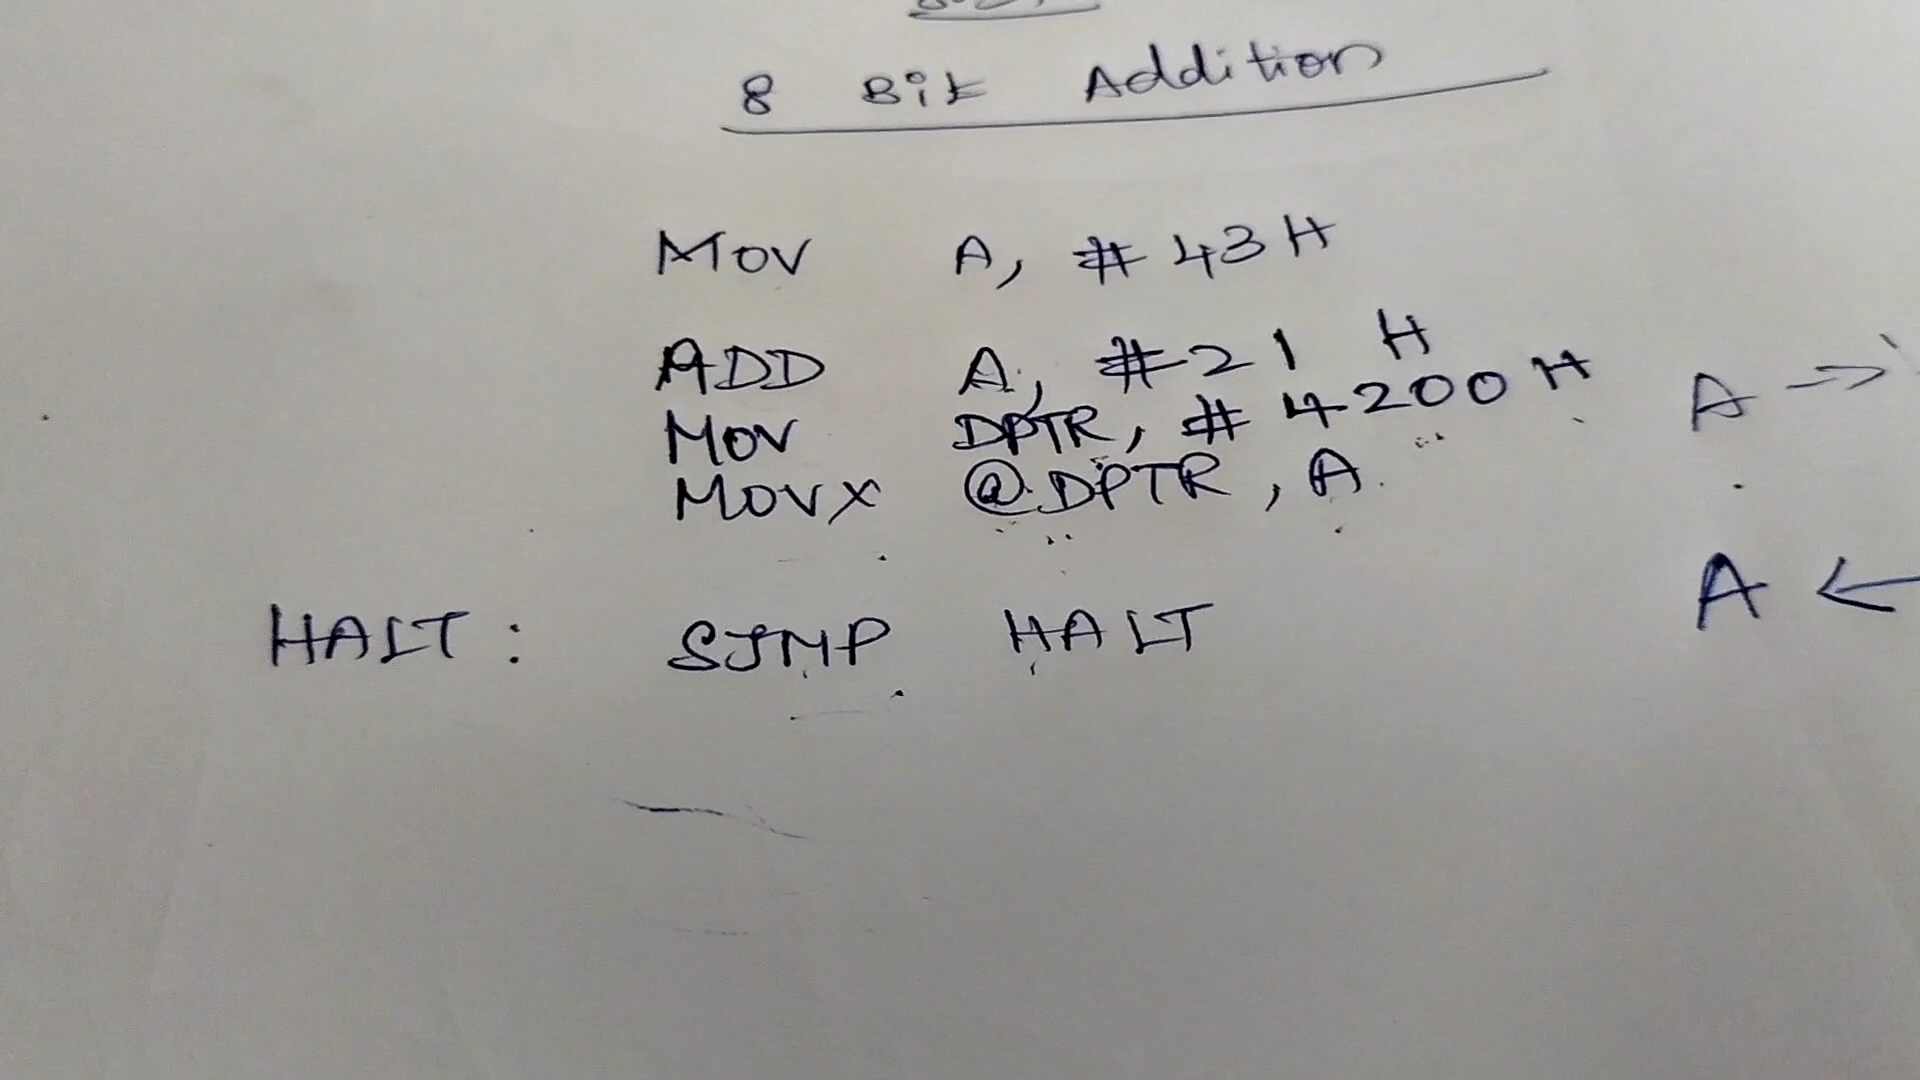 8 Bit Addition
MOV A, #43H
ADD A, #21 H
MOV DPTR, #4200H
MOVX @DPTR, A
HALT: SJMP HALT
A →
A ←